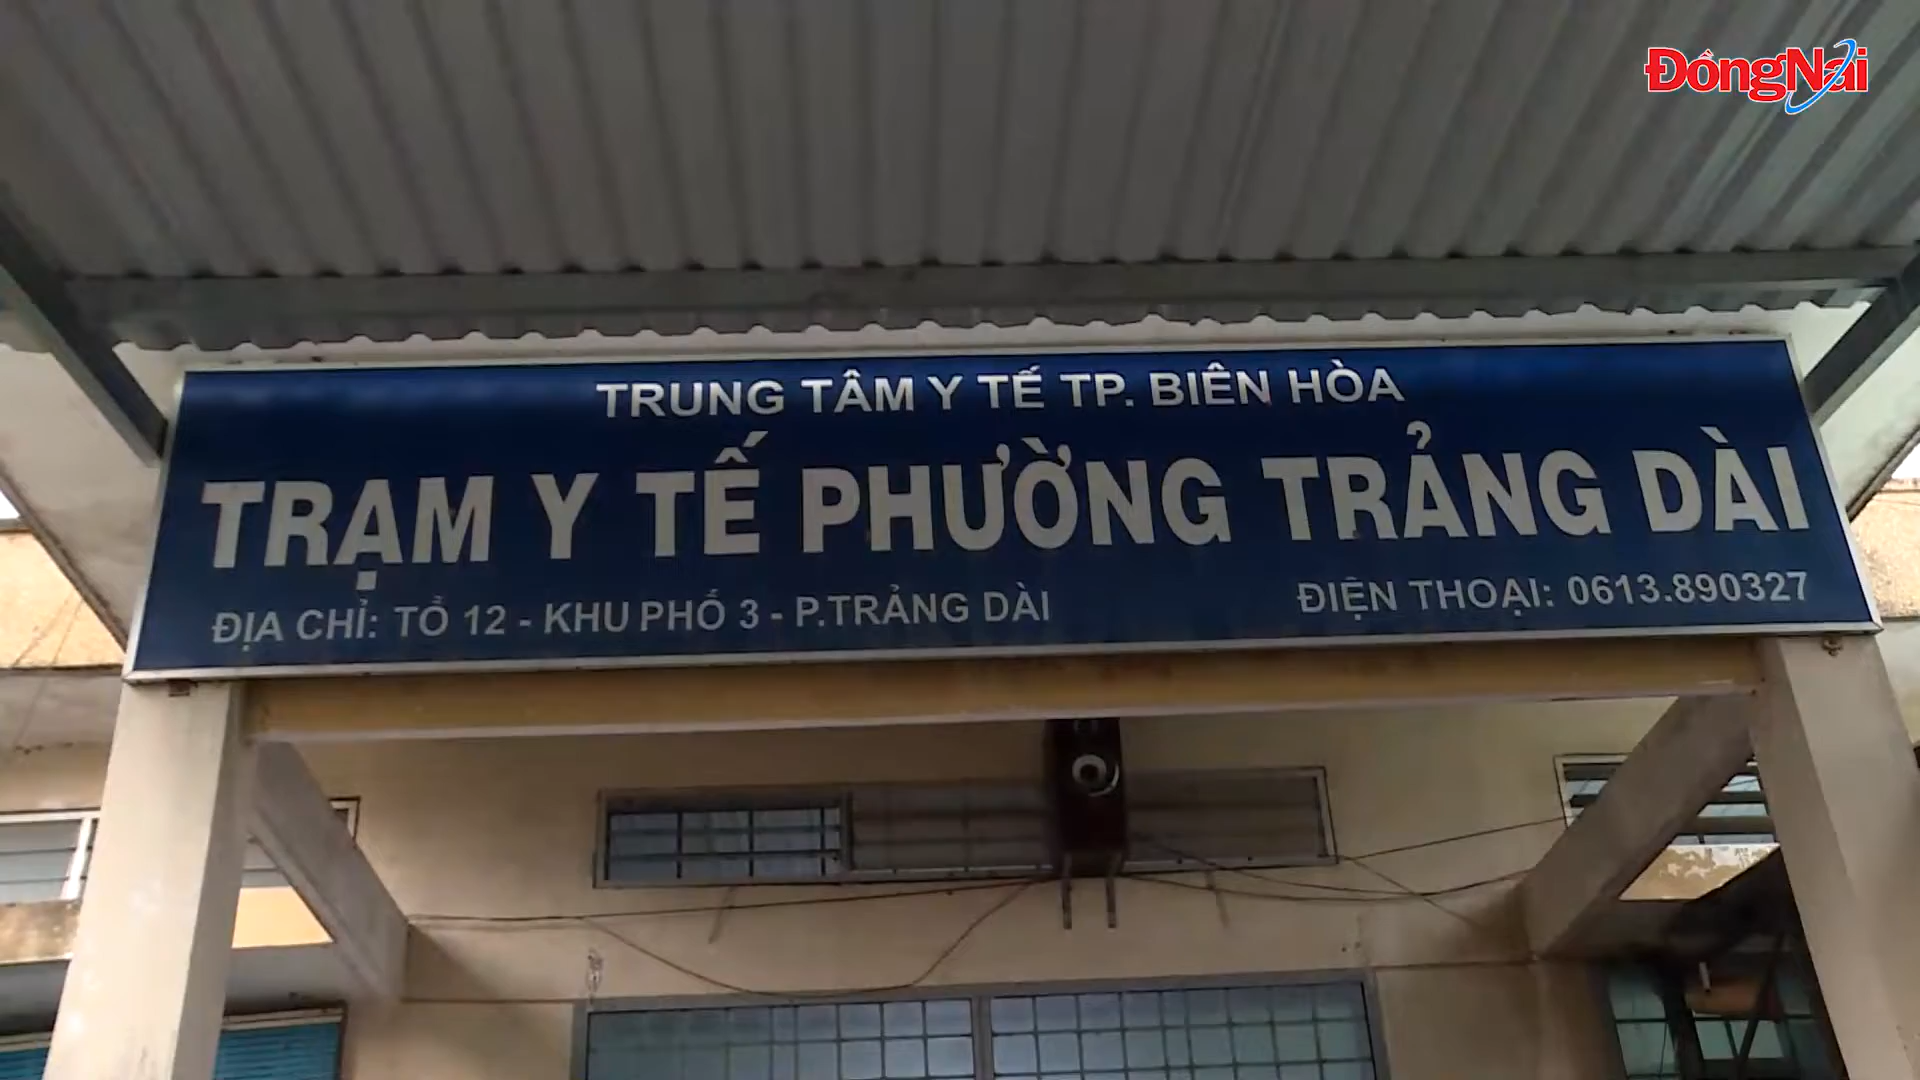 ĐồngNai
TRUNG TÂM Y TẾ TP. BIÊN HÒA
TRẠM Y TẾ PHƯỜNG TRẢNG DÀI
ĐỊA CHỈ: TỔ 12 - KHU PHỐ 3 - P.TRẢNG DÀI
ĐIỆN THOẠI: 0613.890327